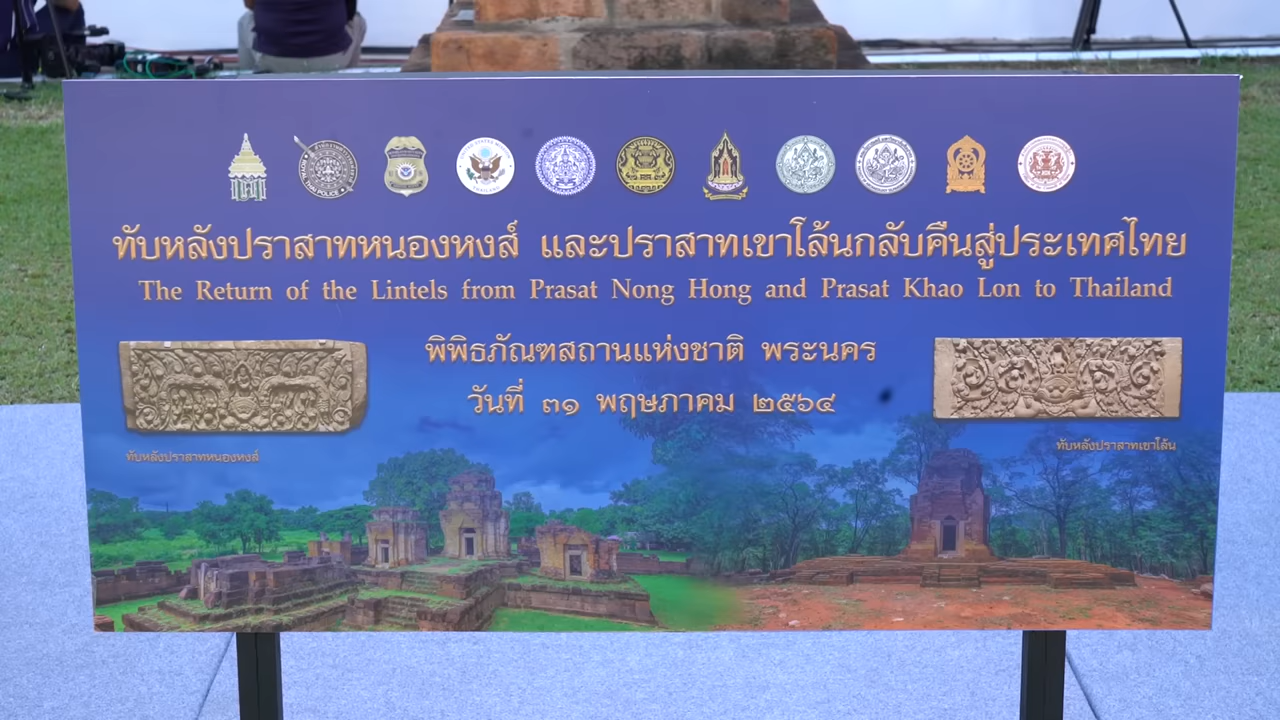 ทับหลังปราสาทหนองหงส์ และปราสาทเขาโล้นกลับคืนสู่ประเทศไทย
The Return of the Lintels from Prasat Nong Hong and Prasat Khao Lon to Thailand
พิพิธภัณฑสถานแห่งชาติ พระนคร
วันที่ ๓๑ พฤษภาคม ๒๕๖๔
ทับหลังปราสาทหนองหงส์
ทับหลังปราสาทเขาโล้น